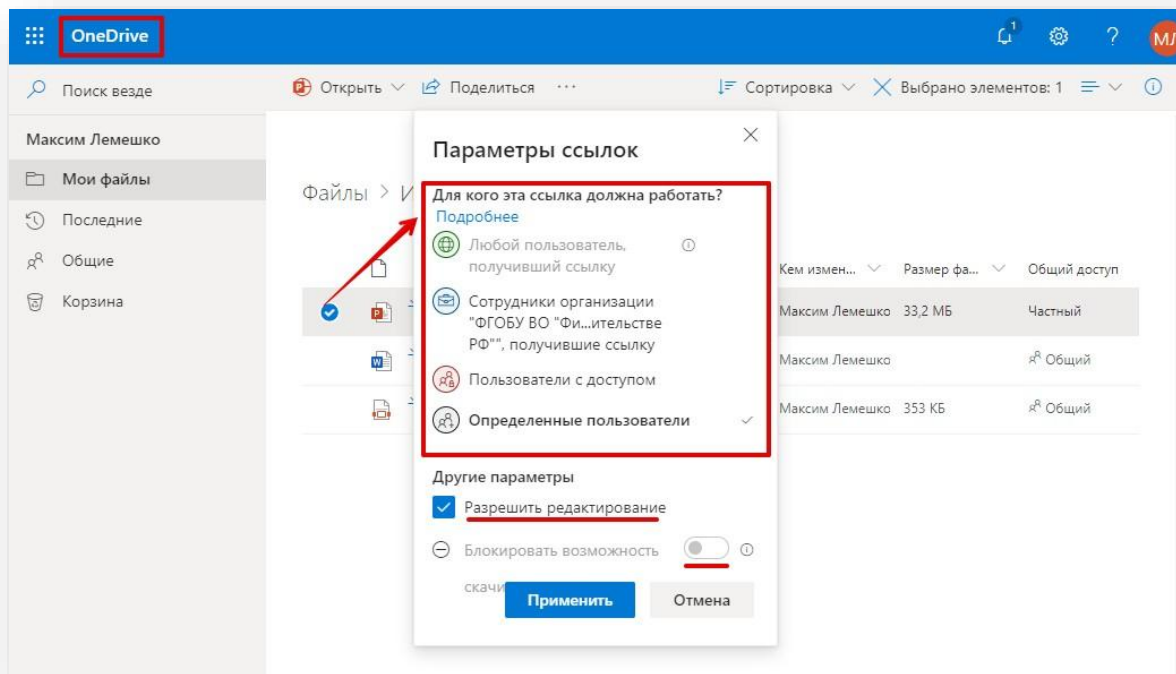 OneDrive
1
?
МЛ
Поиск везде
Открыть
Поделиться
...
Сортировка
Выбрано элементов: 1
Максим Лемешко
Мои файлы
Последние
Общие
Корзина
Файлы > И
Параметры ссылок
Для кого эта ссылка должна работать?
Подробнее
Любой пользователь,
получивший ссылку
Сотрудники организации
"ФГОБУ ВО "Фи...ительстве
РФ"", получившие ссылку
Пользователи с доступом
Определенные пользователи
Другие параметры
Разрешить редактирование
Блокировать возможность
скачи
Применить
Отмена
Кем измен... Размер фа... Общий доступ
Максим Лемешко 33,2 МБ Частный
Максим Лемешко Общий
Максим Лемешко 353 КБ Общий